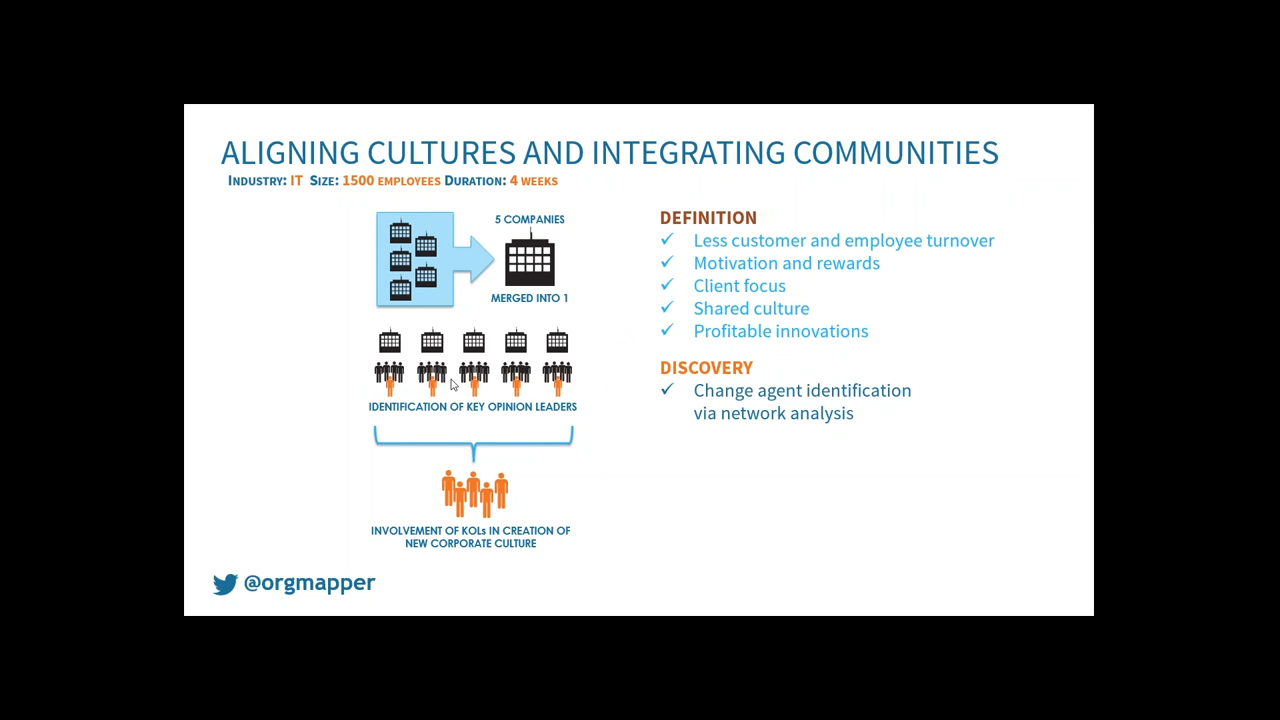 ALIGNING CULTURES AND INTEGRATING COMMUNITIES
INDUSTRY: IT SIZE: 1500 EMPLOYEES DURATION: 4 WEEKS
5 COMPANIES
MERGED INTO 1
IDENTIFICATION OF KEY OPINION LEADERS
INVOLVEMENT OF KOLs IN CREATION OF
NEW CORPORATE CULTURE
DEFINITION
✓ Less customer and employee turnover
✓ Motivation and rewards
✓ Client focus
✓ Shared culture
✓ Profitable innovations
DISCOVERY
✓ Change agent identification
via network analysis
@orgmapper